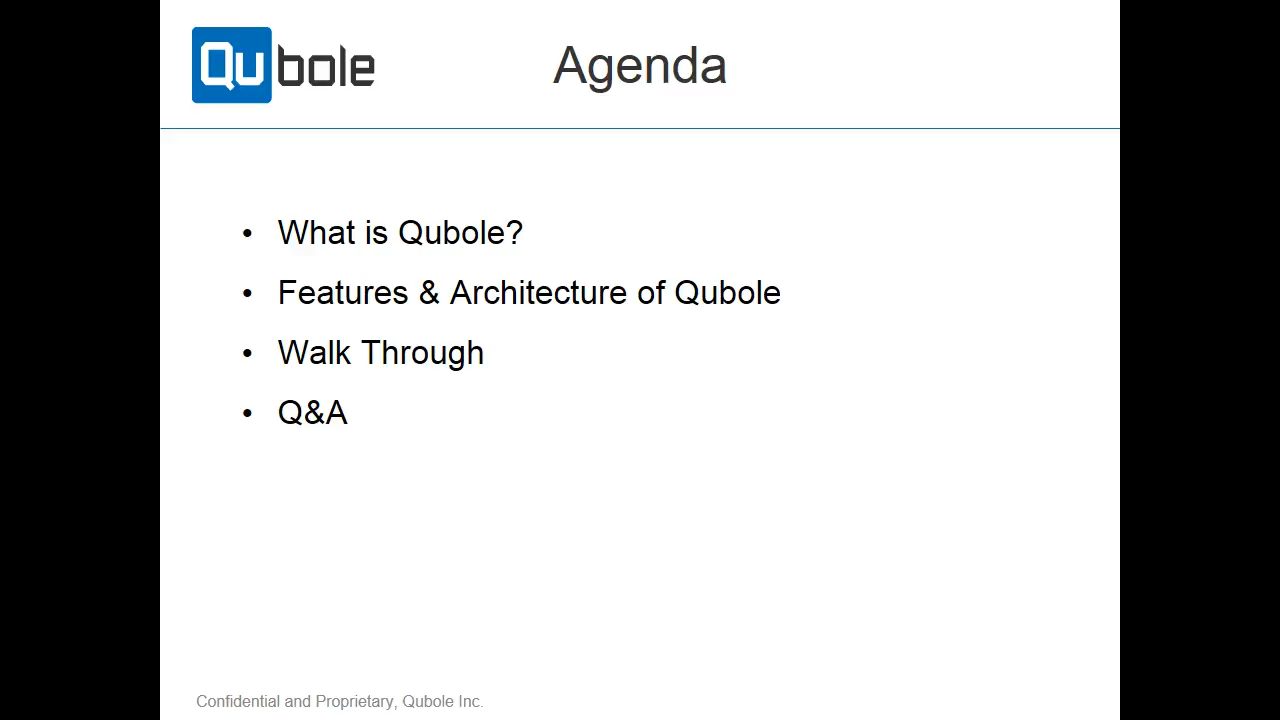 Qubole
Agenda
• What is Qubole?
• Features & Architecture of Qubole
• Walk Through
• Q&A
Confidential and Proprietary, Qubole Inc.